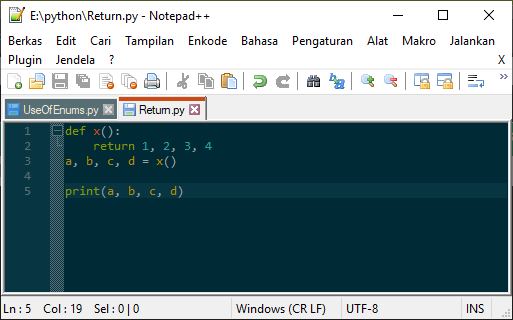 E:\python\Return.py - Notepad++
Berkas Edit Cari Tampilan Enkode Bahasa Pengaturan Alat Makro Jalankan
Plugin Jendela ? X
UseOfEnums.py Return.py
1 def x():
2     return 1, 2, 3, 4
3 a, b, c, d = x()
4
5 print(a, b, c, d)
Ln : 5 Col : 19 Sel : 0 | 0 Windows (CR LF) UTF-8 INS